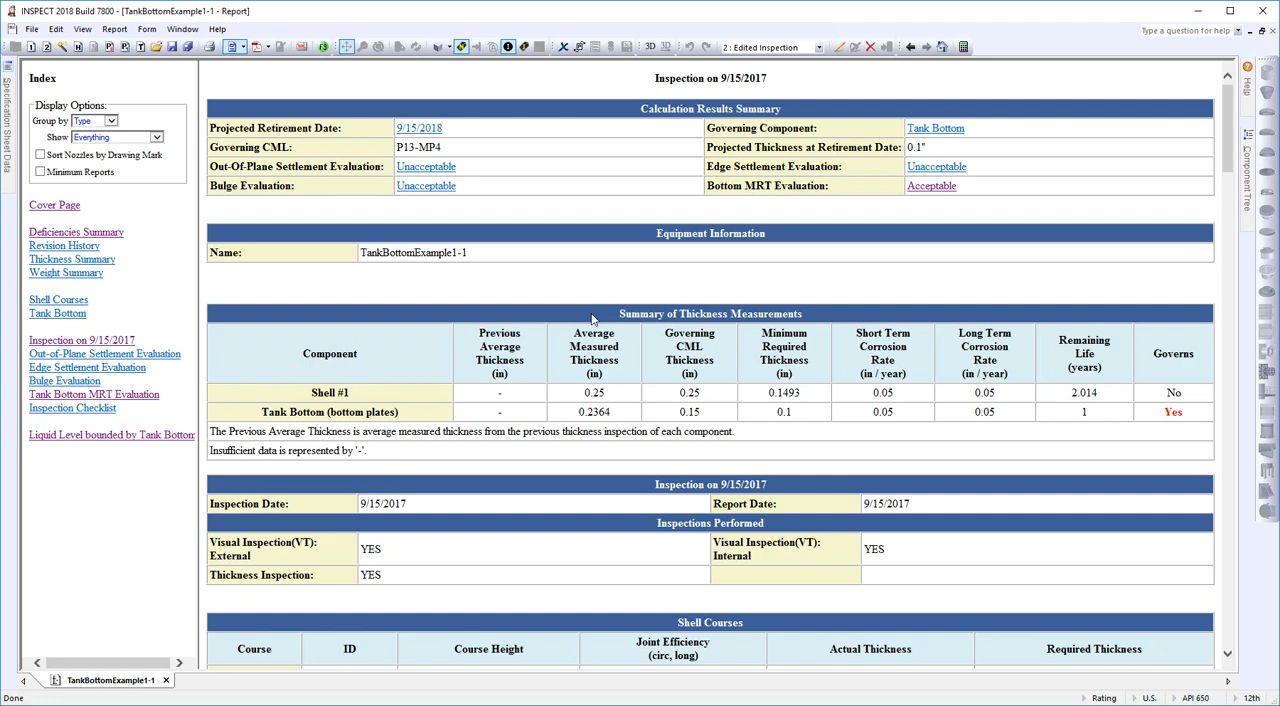 INSPECT 2018 Build 7800 - [TankBottomExample1-1 - Report]
File Edit View Report Form Window Help
Type a question for help
2 : Edited Inspection
3D 3D
Specification Sheet Data
Index
Display Options:
Group by Type
Show Everything
Sort Nozzles by Drawing Mark
Minimum Reports
Cover Page
Deficiencies Summary
Revision History
Thickness Summary
Weight Summary
Shell Courses
Tank Bottom
Inspection on 9/15/2017
Out-of-Plane Settlement Evaluation
Edge Settlement Evaluation
Bulge Evaluation
Tank Bottom MRT Evaluation
Inspection Checklist
Liquid Level bounded by Tank Bottom
Inspection on 9/15/2017
Calculation Results Summary
Projected Retirement Date: 9/15/2018 Governing Component: Tank Bottom
Governing CML: P13-MP4 Projected Thickness at Retirement Date: 0.1"
Out-Of-Plane Settlement Evaluation: Unacceptable Edge Settlement Evaluation: Unacceptable
Bulge Evaluation: Unacceptable Bottom MRT Evaluation: Acceptable
Equipment Information
Name: TankBottomExample1-1
Summary of Thickness Measurements
Component
Previous
Average
Thickness
(in)
Average
Measured
Thickness
(in)
Governing
CML
Thickness
(in)
Minimum
Required
Thickness
(in)
Short Term
Corrosion
Rate
(in / year)
Long Term
Corrosion
Rate
(in / year)
Remaining
Life
(years)
Governs
Shell #1 - 0.25 0.25 0.1493 0.05 0.05 2.014 No
Tank Bottom (bottom plates) - 0.2364 0.15 0.1 0.05 0.05 1 Yes
The Previous Average Thickness is average measured thickness from the previous thickness inspection of each component.
Insufficient data is represented by '-'.
Inspection on 9/15/2017
Inspection Date: 9/15/2017 Report Date: 9/15/2017
Inspections Performed
Visual Inspection(VT):
External
YES
Visual Inspection(VT):
Internal
YES
Thickness Inspection: YES
Shell Courses
Course
ID
Course Height
Joint Efficiency
(circ, long)
Actual Thickness
Required Thickness
Help
Component Tree
TankBottomExample1-1
Done
Rating U.S. API 650 12th